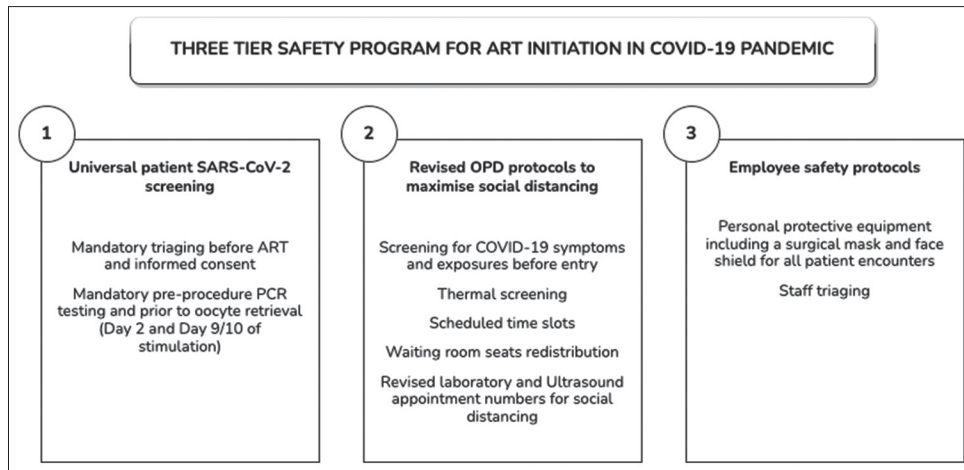 THREE TIER SAFETY PROGRAM FOR ART INITIATION IN COVID-19 PANDEMIC
1
Universal patient SARS-CoV-2
screening
Mandatory triaging before ART
and informed consent
Mandatory pre-procedure PCR
testing and prior to oocyte retrieval
(Day 2 and Day 9/10 of
stimulation)
2
Revised OPD protocols to
maximise social distancing
Screening for COVID-19 symptoms
and exposures before entry
Thermal screening
Scheduled time slots
Waiting room seats redistribution
Revised laboratory and Ultrasound
appointment numbers for social
distancing
3
Employee safety protocols
Personal protective equipment
including a surgical mask and face
shield for all patient encounters
Staff triaging